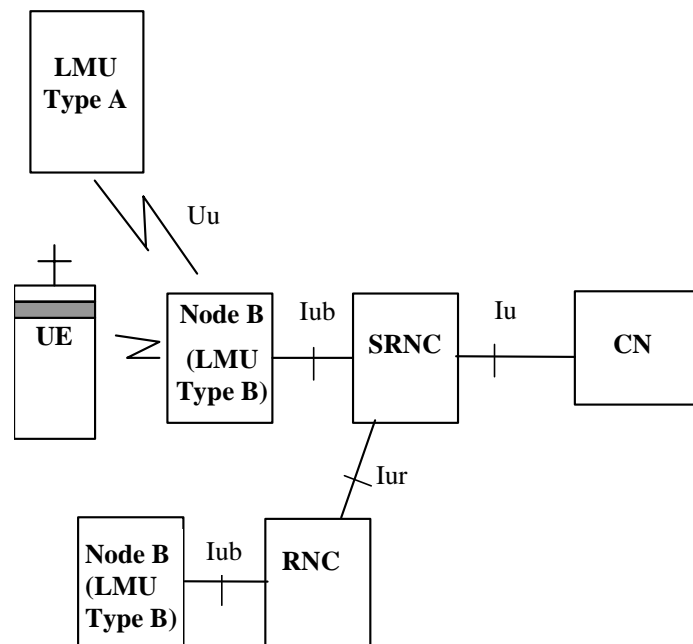 LMU
Type A
Uu
UE
Node B
(LMU
Type B)
Iub
SRNC
Iu
CN
Iur
Node B
(LMU
Type B)
Iub
RNC